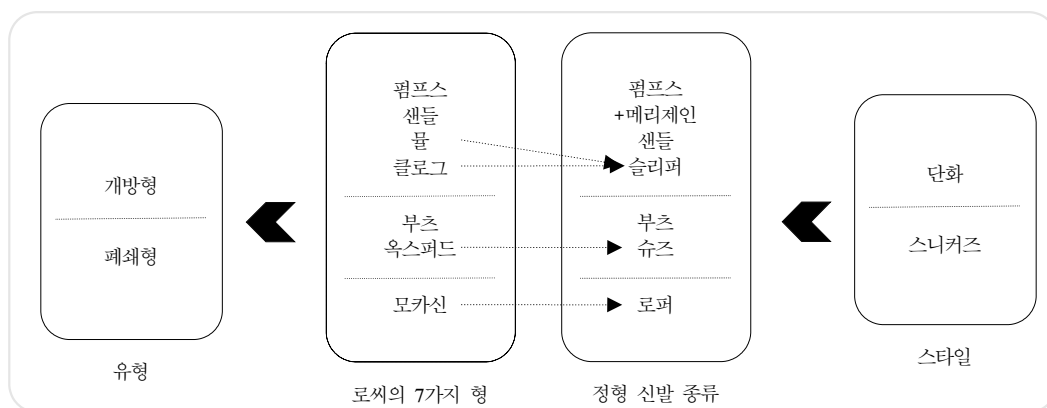 개방형
폐쇄형
유형
펌프스
샌들
뮬
클로그
부츠
옥스퍼드
모카신
로씨의 7가지 형
펌프스
+메리제인
샌들
슬리퍼
부츠
슈즈
로퍼
정형 신발 종류
단화
스니커즈
스타일